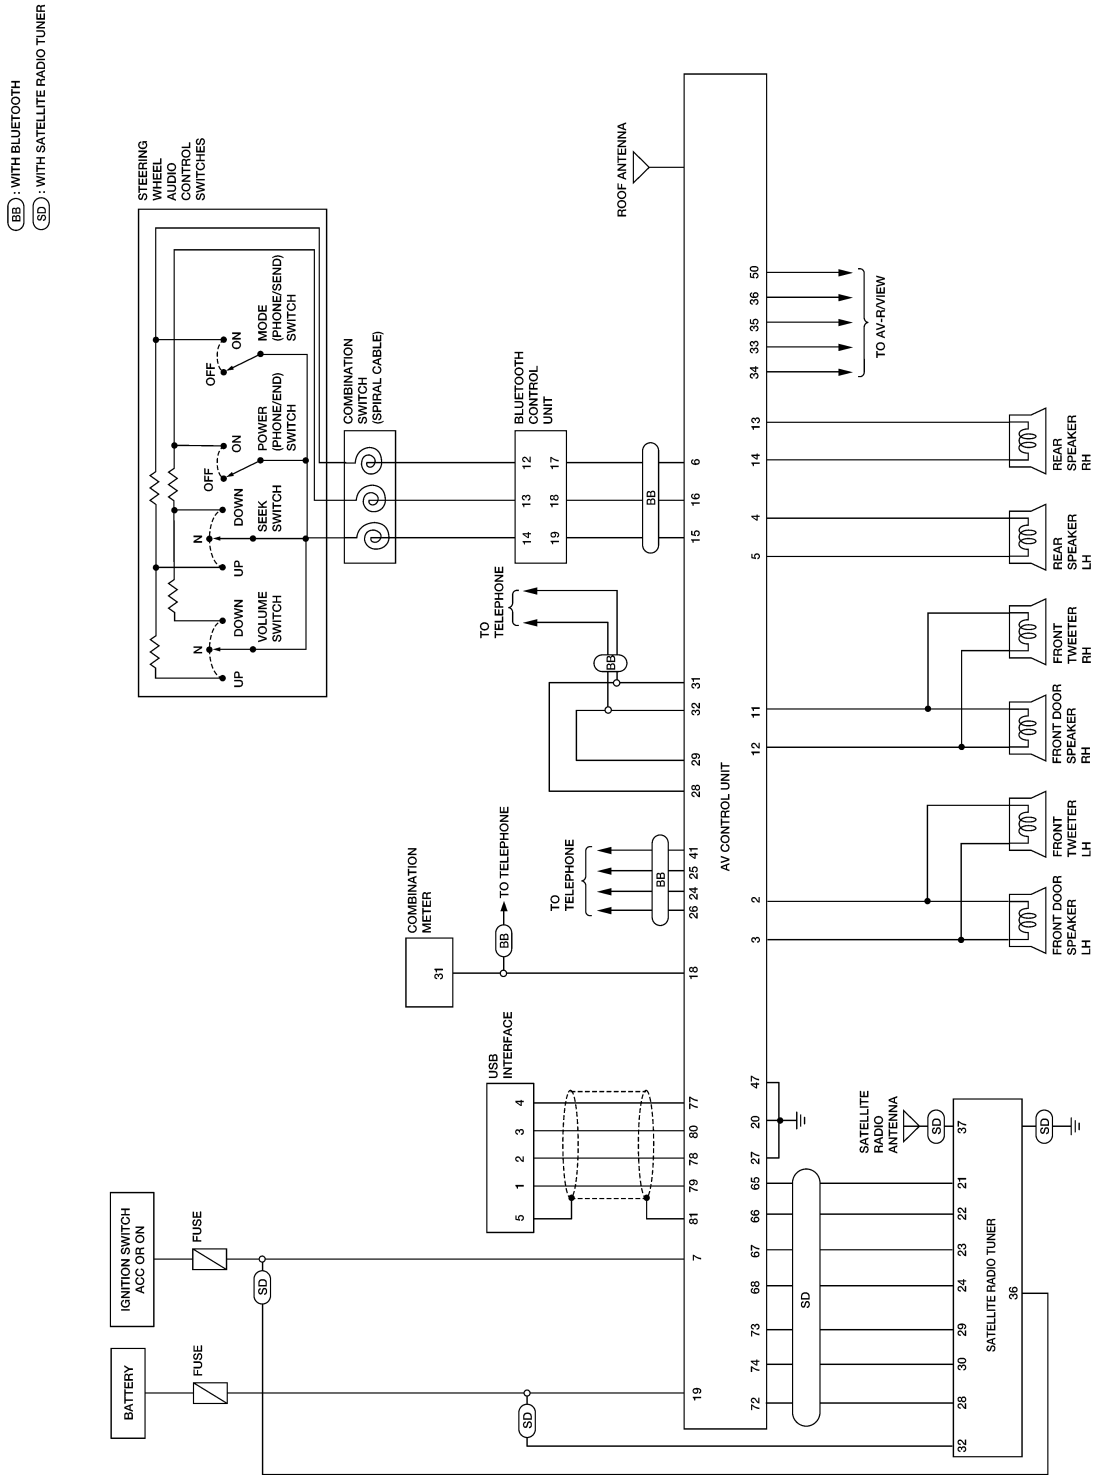 BB : WITH BLUETOOTH
SD : WITH SATELLITE RADIO TUNER
BATTERY
FUSE
IGNITION SWITCH
ACC OR ON
FUSE
SD
SD
USB
INTERFACE
5
1
2
3
4
COMBINATION
METER
31
BB
TO TELEPHONE
TO
TELEPHONE
BB
TO
TELEPHONE
BB
STEERING
WHEEL
AUDIO
CONTROL
SWITCHES
UP
N
DOWN
VOLUME
SWITCH
UP
N
DOWN
SEEK
SWITCH
OFF
ON
POWER
(PHONE/END)
SWITCH
OFF
ON
MODE
(PHONE/SEND)
SWITCH
COMBINATION
SWITCH
(SPIRAL CABLE)
BLUETOOTH
CONTROL
UNIT
14
13
12
19
18
17
BB
ROOF ANTENNA
19
7
81
79
78
80
77
18
26
24
25
41
28
29
32
31
15
16
6
AV CONTROL UNIT
72
74
73
68
67
66
65
27
20
47
3
2
12
11
5
4
14
13
34
33
35
36
50
TO AV-R/VIEW
SD
SATELLITE
RADIO
ANTENNA
SD
SD
32
28
30
29
24
23
22
21
37
SATELLITE RADIO TUNER
36
FRONT DOOR
SPEAKER
LH
FRONT
TWEETER
LH
FRONT DOOR
SPEAKER
RH
FRONT
TWEETER
RH
REAR
SPEAKER
LH
REAR
SPEAKER
RH